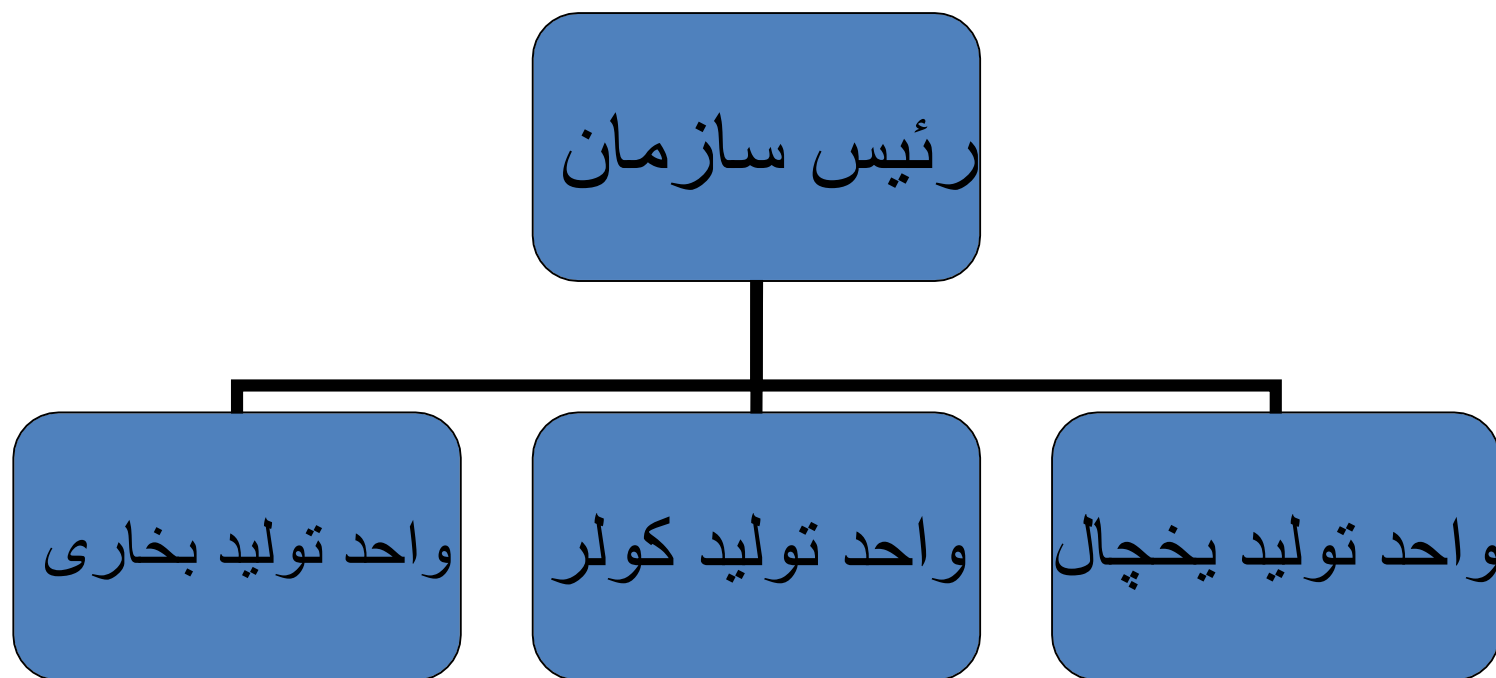 رئیس سازمان
واحد تولید یخچال
واحد تولید کولر
واحد تولید بخاری